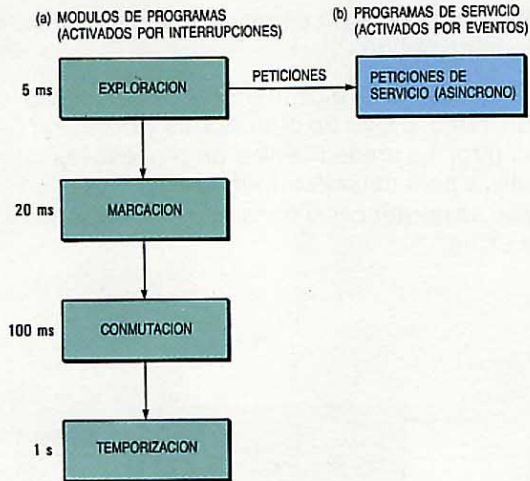 (a) MODULOS DE PROGRAMAS
(ACTIVADOS POR INTERRUPCIONES)
(b) PROGRAMAS DE SERVICIO
(ACTIVADOS POR EVENTOS)
5 ms
EXPLORACION
PETICIONES
PETICIONES DE
SERVICIO (ASINCRONO)
20 ms
MARCACION
100 ms
CONMUTACION
1 s
TEMPORIZACION